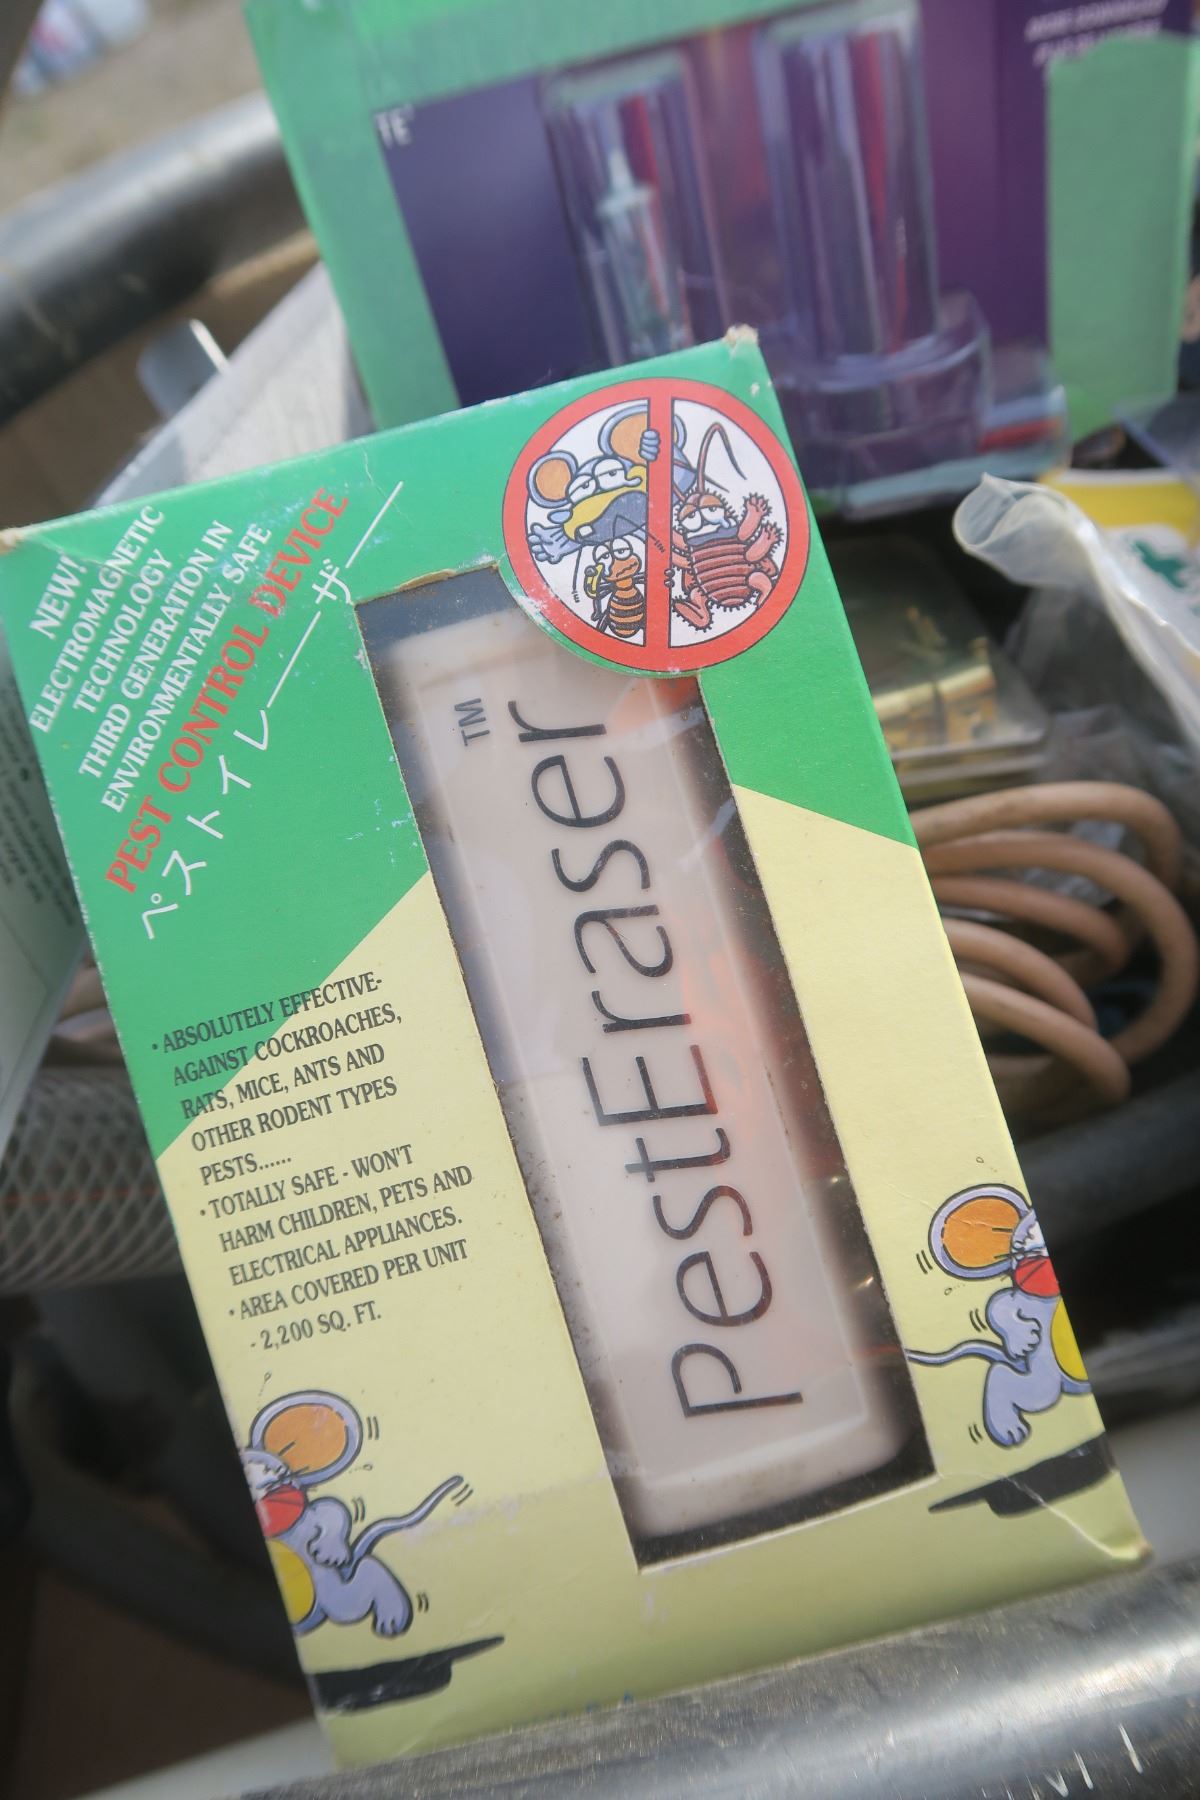 NEW!
ELECTROMAGNETIC
TECHNOLOGY
THIRD GENERATION IN
ENVIRONMENTALLY SAFE
PEST CONTROL DEVICE
ペストイレーザー
PestEraser™
• ABSOLUTELY EFFECTIVE-
AGAINST COCKROACHES,
RATS, MICE, ANTS AND
OTHER RODENT TYPES
PESTS......
• TOTALLY SAFE - WON'T
HARM CHILDREN, PETS AND
ELECTRICAL APPLIANCES.
• AREA COVERED PER UNIT
- 2,200 SQ. FT.